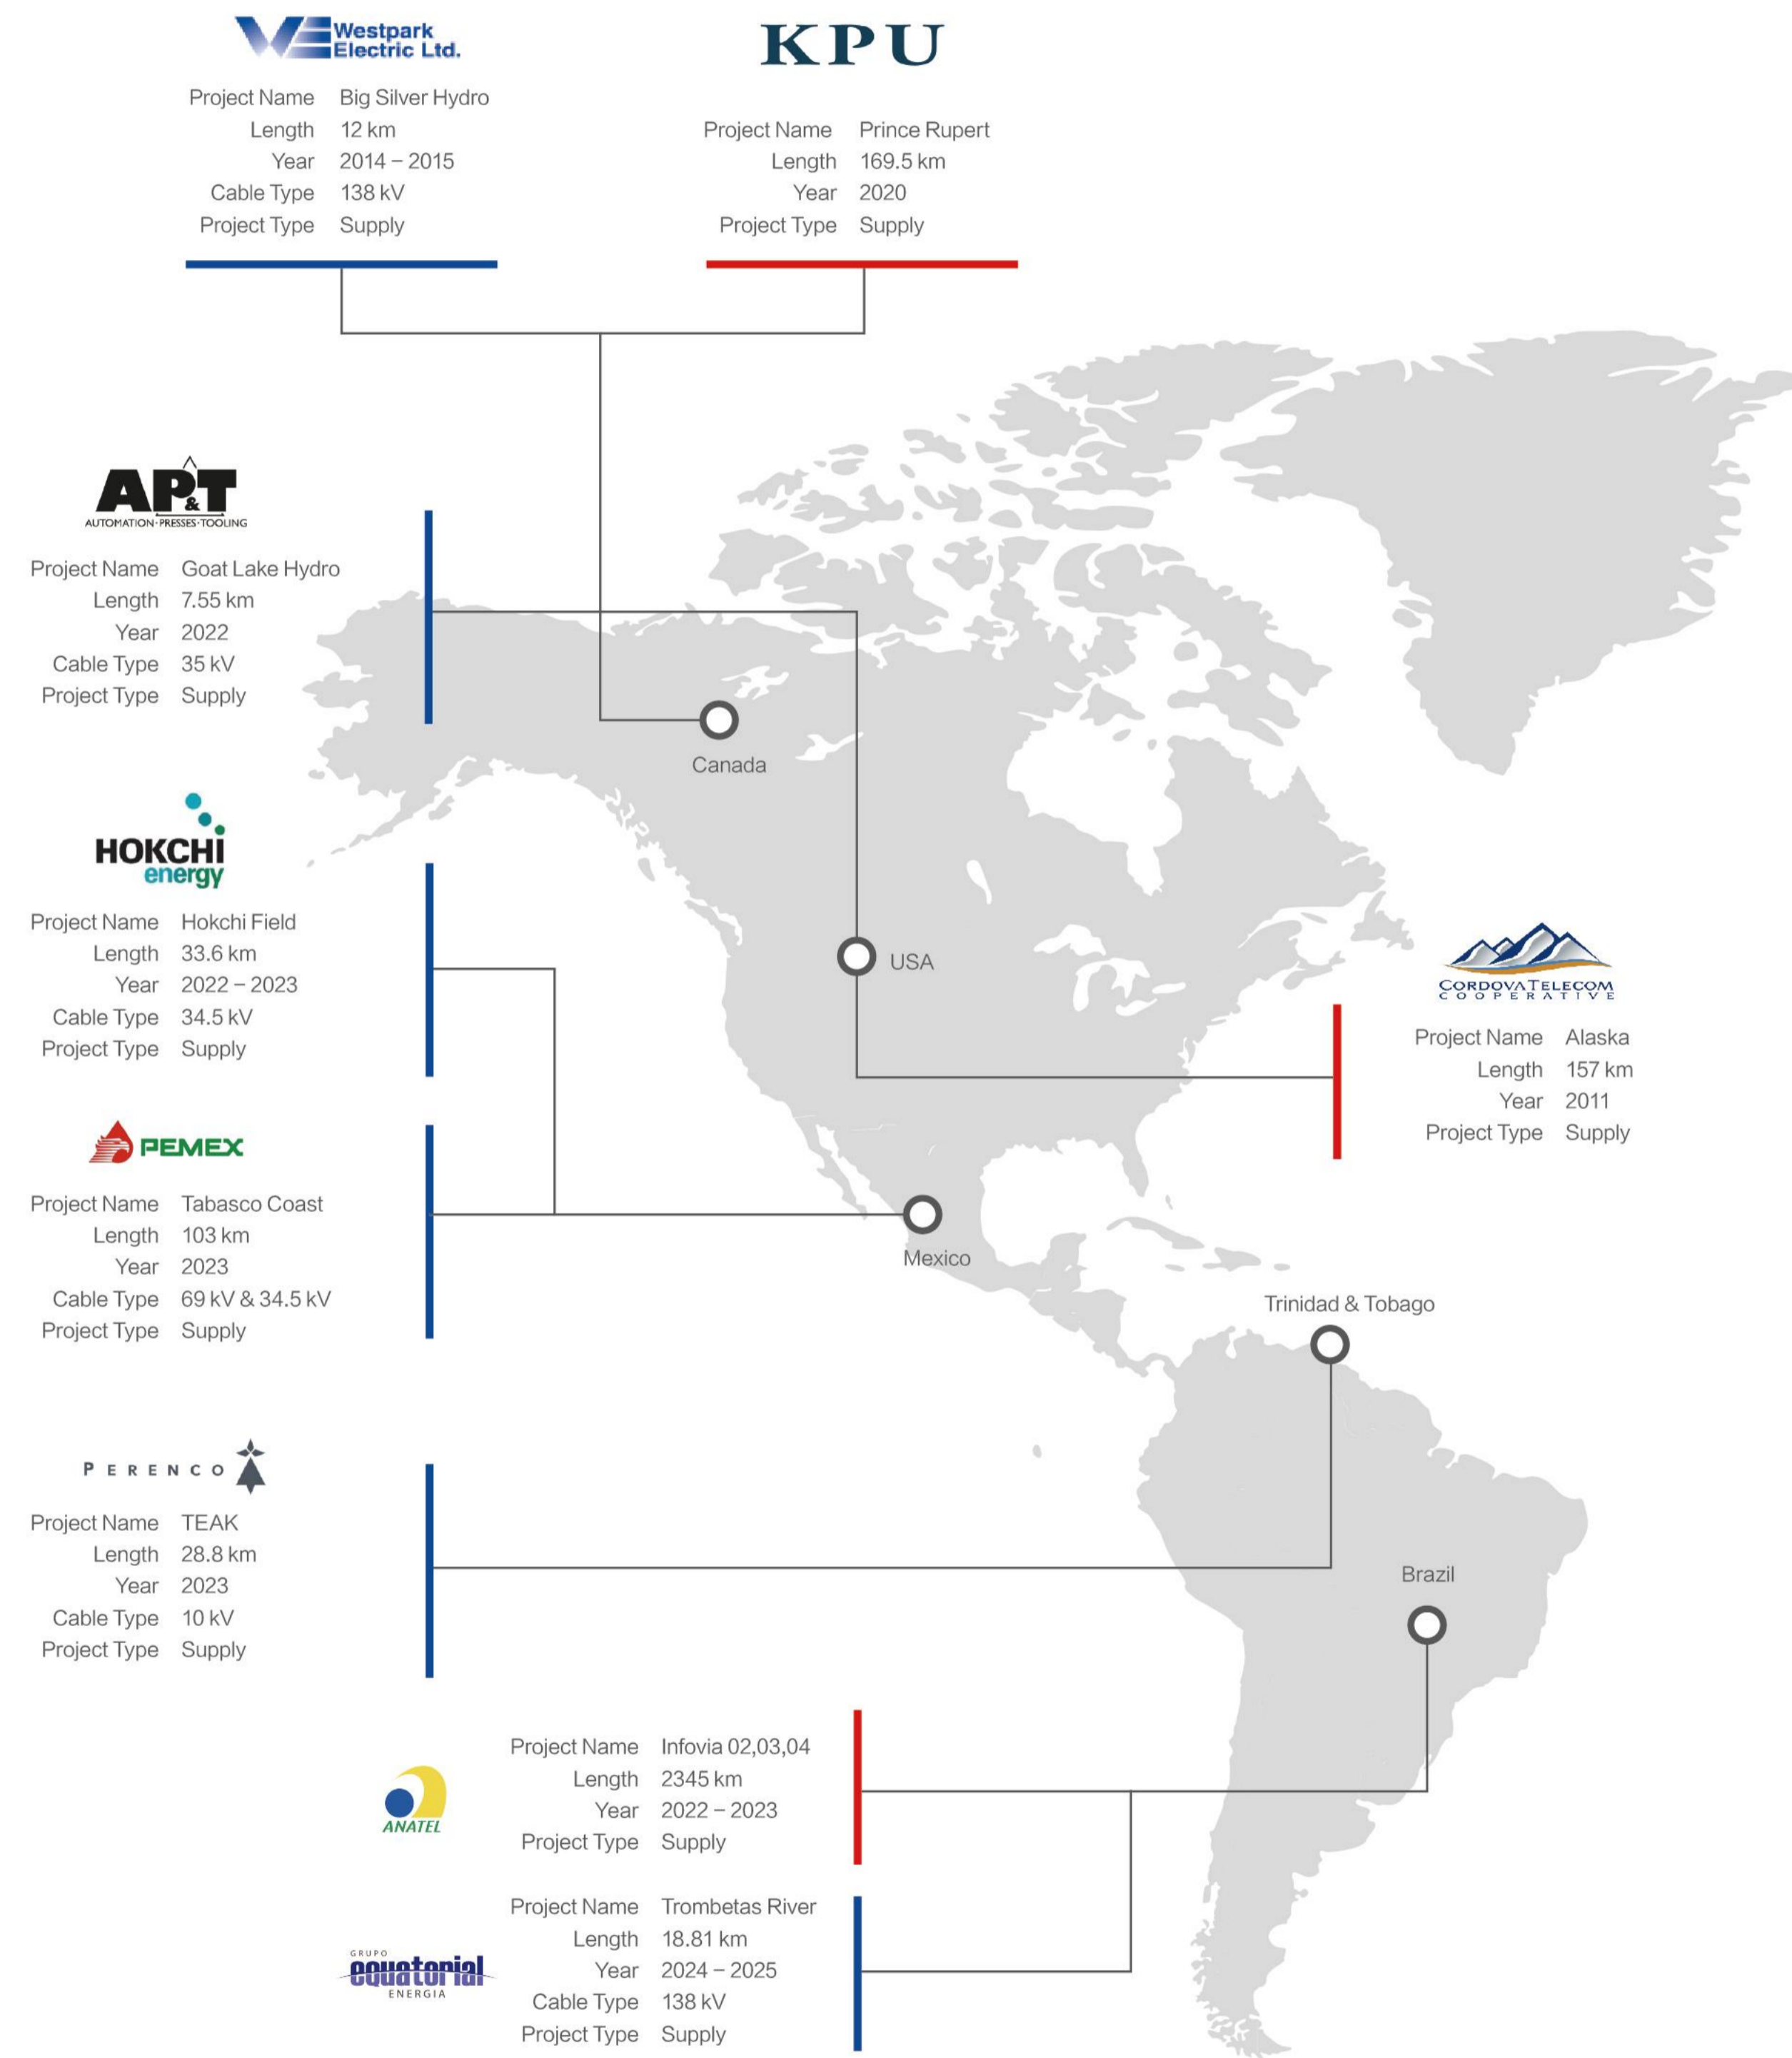 Westpark
Electric Ltd.
Project Name Big Silver Hydro
Length 12 km
Year 2014 – 2015
Cable Type 138 kV
Project Type Supply
KPU
Project Name Prince Rupert
Length 169.5 km
Year 2020
Project Type Supply
AP&T
AUTOMATION·PRESSES·TOOLING
Project Name Goat Lake Hydro
Length 7.55 km
Year 2022
Cable Type 35 kV
Project Type Supply
Canada
HOKCHI
energy
Project Name Hokchi Field
Length 33.6 km
Year 2022 – 2023
Cable Type 34.5 kV
Project Type Supply
USA
CORDOVA TELECOM
COOPERATIVE
Project Name Alaska
Length 157 km
Year 2011
Project Type Supply
PEMEX
Project Name Tabasco Coast
Length 103 km
Year 2023
Cable Type 69 kV & 34.5 kV
Project Type Supply
Mexico
Trinidad & Tobago
PERENCO
Project Name TEAK
Length 28.8 km
Year 2023
Cable Type 10 kV
Project Type Supply
Brazil
ANATEL
Project Name Infovia 02,03,04
Length 2345 km
Year 2022 – 2023
Project Type Supply
GRUPO
equatorial
ENERGIA
Project Name Trombetas River
Length 18.81 km
Year 2024 – 2025
Cable Type 138 kV
Project Type Supply